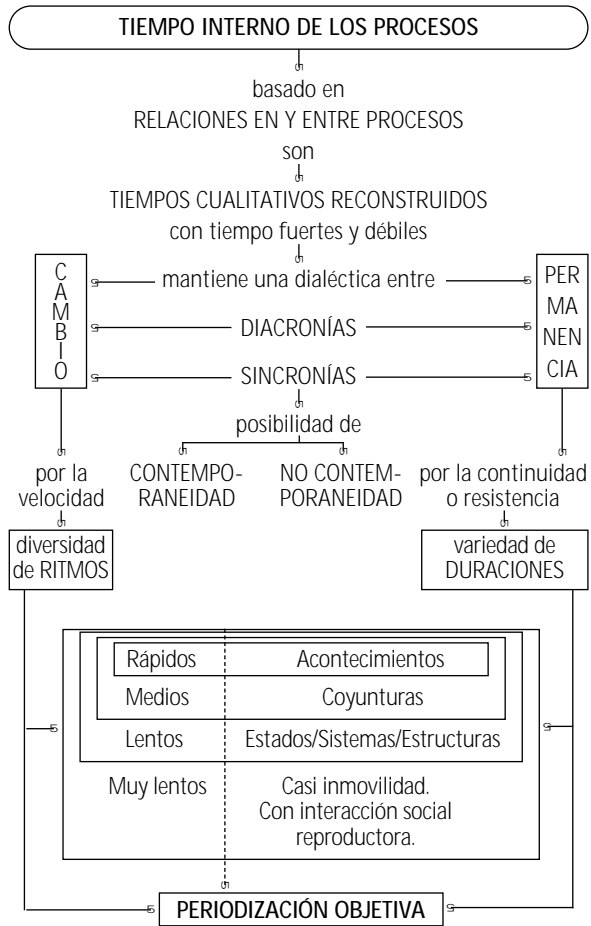 TIEMPO INTERNO DE LOS PROCESOS
basado en
RELACIONES EN Y ENTRE PROCESOS
son
TIEMPOS CUALITATIVOS RECONSTRUIDOS
con tiempo fuertes y débiles
CAMBIO
mantiene una dialéctica entre
PER
MA
NEN
CIA
DIACRONÍAS
SINCRONÍAS
posibilidad de
por la
velocidad
CONTEMPO-
RANEIDAD
NO CONTEM-
PORANEIDAD
por la continuidad
o resistencia
diversidad
de RITMOS
variedad de
DURACIONES
Rápidos Acontecimientos
Medios Coyunturas
Lentos Estados/Sistemas/Estructuras
Muy lentos Casi inmovilidad.
Con interacción social
reproductora.
PERIODIZACIÓN OBJETIVA